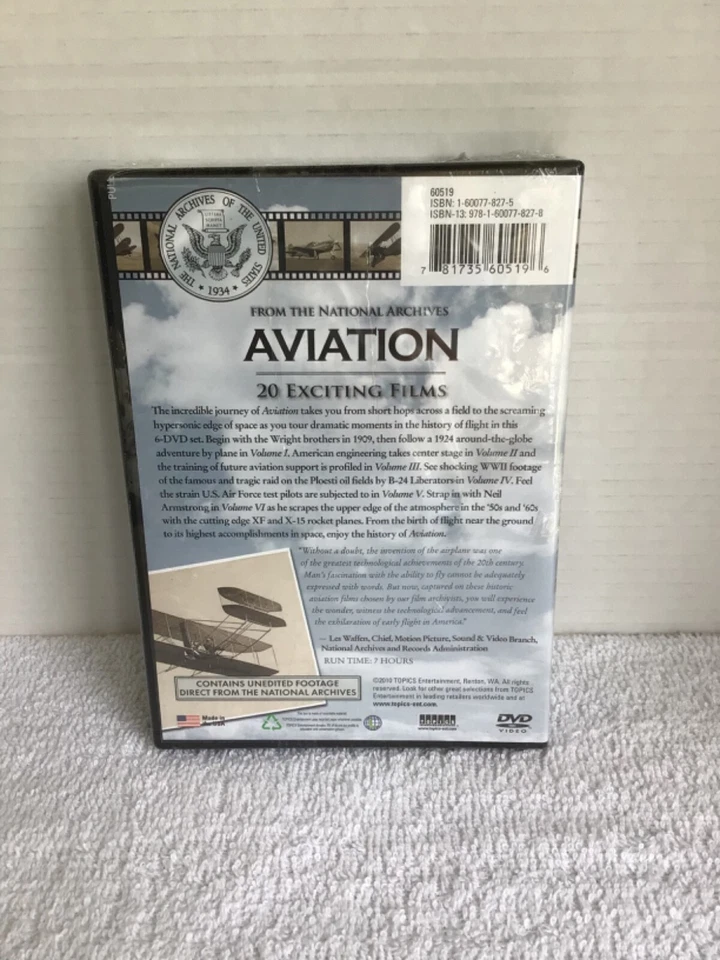 THE NATIONAL ARCHIVES OF THE UNITED STATES
LITTERA SCRIPTA MANET
★ 1934 ★
60519
ISBN: 1-60077-827-5
ISBN-13: 978-1-60077-827-8
7 81735 60519 6
FROM THE NATIONAL ARCHIVES
AVIATION
20 EXCITING FILMS
The incredible journey of Aviation takes you from short hops across a field to the screaming
hypersonic edge of space as you tour dramatic moments in the history of flight in this
6-DVD set. Begin with the Wright brothers in 1909, then follow a 1924 around-the-globe
adventure by plane in Volume I. American engineering takes center stage in Volume II and
the training of future aviation support is profiled in Volume III. See shocking WWII footage
of the famous and tragic raid on the Ploesti oil fields by B-24 Liberators in Volume IV. Feel
the strain U.S. Air Force test pilots are subjected to in Volume V. Strap in with Neil
Armstrong in Volume VI as he scrapes the upper edge of the atmosphere in the '50s and '60s
with the cutting edge XF and X-15 rocket planes. From the birth of flight near the ground
to its highest accomplishments in space, enjoy the history of Aviation.
"Without a doubt, the invention of the airplane was one
of the greatest technological achievements of the 20th century.
Man's fascination with the ability to fly cannot be adequately
expressed with words. But now, captured on these historic
aviation films chosen by our film archivists, you will experience
the wonder, witness the technological advancement, and feel
the exhilaration of early flight in America."
— Les Waffen, Chief, Motion Picture, Sound & Video Branch,
National Archives and Records Administration
RUN TIME: 7 HOURS
CONTAINS UNEDITED FOOTAGE
DIRECT FROM THE NATIONAL ARCHIVES
©2010 TOPICS Entertainment, Renton, WA. All rights
reserved. Look for other great selections from TOPICS
Entertainment in leading retailers worldwide and at
www.topics-ent.com.
Made in
the USA
TOPICS
www.topics-ent.com
DVD
VIDEO